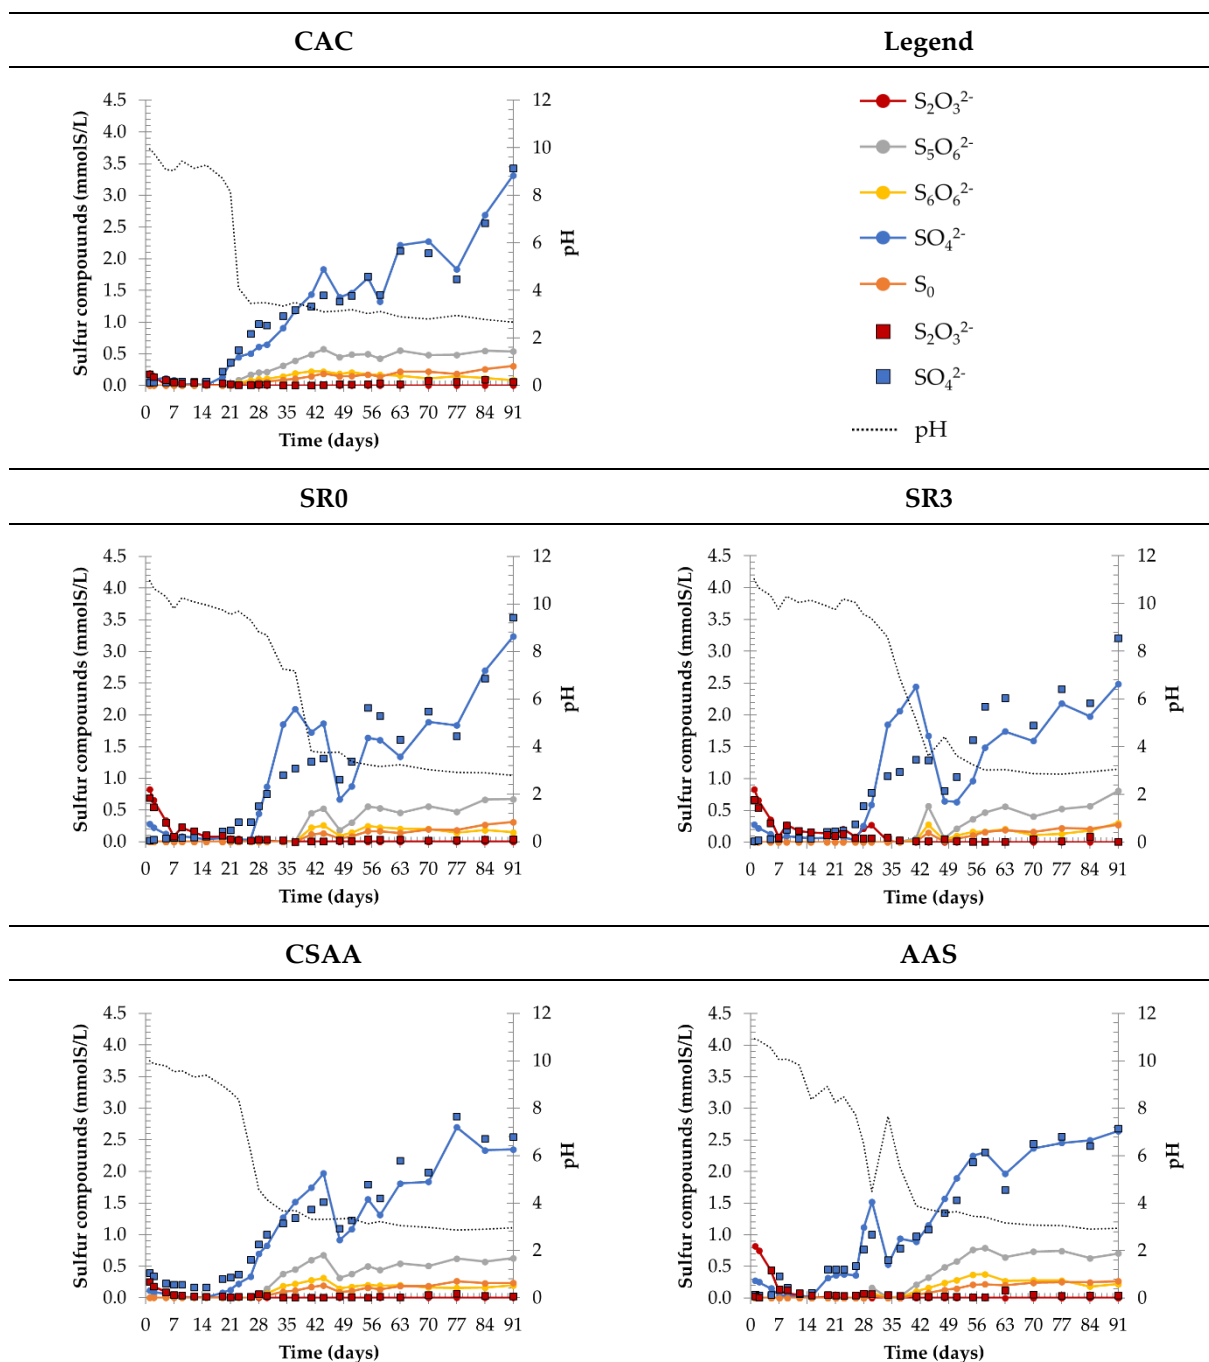 CAC
Legend
Sulfur compouunds (mmolS/L)
4.5
4.0
3.5
3.0
2.5
2.0
1.5
1.0
0.5
0.0
12
10
8
6
4
2
0
pH
0 7 14 21 28 35 42 49 56 63 70 77 84 91
Time (days)
S₂O₃²⁻
S₅O₆²⁻
S₆O₆²⁻
SO₄²⁻
S₀
S₂O₃²⁻
SO₄²⁻
pH
SR0
SR3
Sulfur compouunds (mmolS/L)
4.5
4.0
3.5
3.0
2.5
2.0
1.5
1.0
0.5
0.0
12
10
8
6
4
2
0
pH
0 7 14 21 28 35 42 49 56 63 70 77 84 91
Time (days)
Sulfur compouunds (mmolS/L)
4.5
4.0
3.5
3.0
2.5
2.0
1.5
1.0
0.5
0.0
12
10
8
6
4
2
0
pH
0 7 14 21 28 35 42 49 56 63 70 77 84 91
Time (days)
CSAA
AAS
Sulfur compouunds (mmolS/L)
4.5
4.0
3.5
3.0
2.5
2.0
1.5
1.0
0.5
0.0
12
10
8
6
4
2
0
pH
0 7 14 21 28 35 42 49 56 63 70 77 84 91
Time (days)
Sulfur compouunds (mmolS/L)
4.5
4.0
3.5
3.0
2.5
2.0
1.5
1.0
0.5
0.0
12
10
8
6
4
2
0
pH
0 7 14 21 28 35 42 49 56 63 70 77 84 91
Time (days)